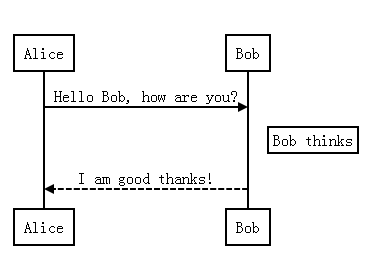 Alice
Bob
Hello Bob, how are you?
Bob thinks
I am good thanks!
Alice
Bob